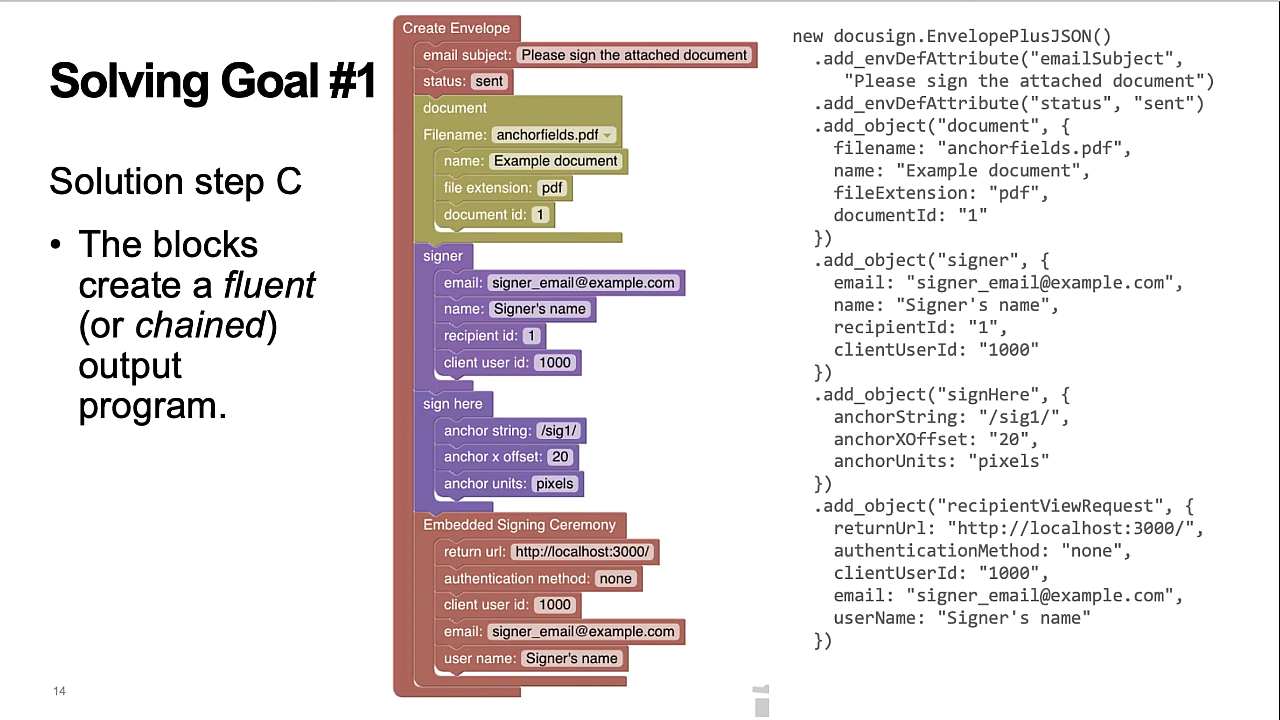 Solving Goal #1
Solution step C
• The blocks
create a fluent
(or chained)
output
program.
14
Create Envelope
email subject: Please sign the attached document
status: sent
document
Filename: anchorfields.pdf
name: Example document
file extension: pdf
document id: 1
signer
email: signer_email@example.com
name: Signer's name
recipient id: 1
client user id: 1000
sign here
anchor string: /sig1/
anchor x offset: 20
anchor units: pixels
Embedded Signing Ceremony
return url: http://localhost:3000/
authentication method: none
client user id: 1000
email: signer_email@example.com
user name: Signer's name
new docusign.EnvelopePlusJSON()
.add_envDefAttribute("emailSubject",
"Please sign the attached document")
.add_envDefAttribute("status", "sent")
.add_object("document", {
filename: "anchorfields.pdf",
name: "Example document",
fileExtension: "pdf",
documentId: "1"
})
.add_object("signer", {
email: "signer_email@example.com",
name: "Signer's name",
recipientId: "1",
clientUserId: "1000"
})
.add_object("signHere", {
anchorString: "/sig1/",
anchorXOffset: "20",
anchorUnits: "pixels"
})
.add_object("recipientViewRequest", {
returnUrl: "http://localhost:3000/",
authenticationMethod: "none",
clientUserId: "1000",
email: "signer_email@example.com",
userName: "Signer's name"
})